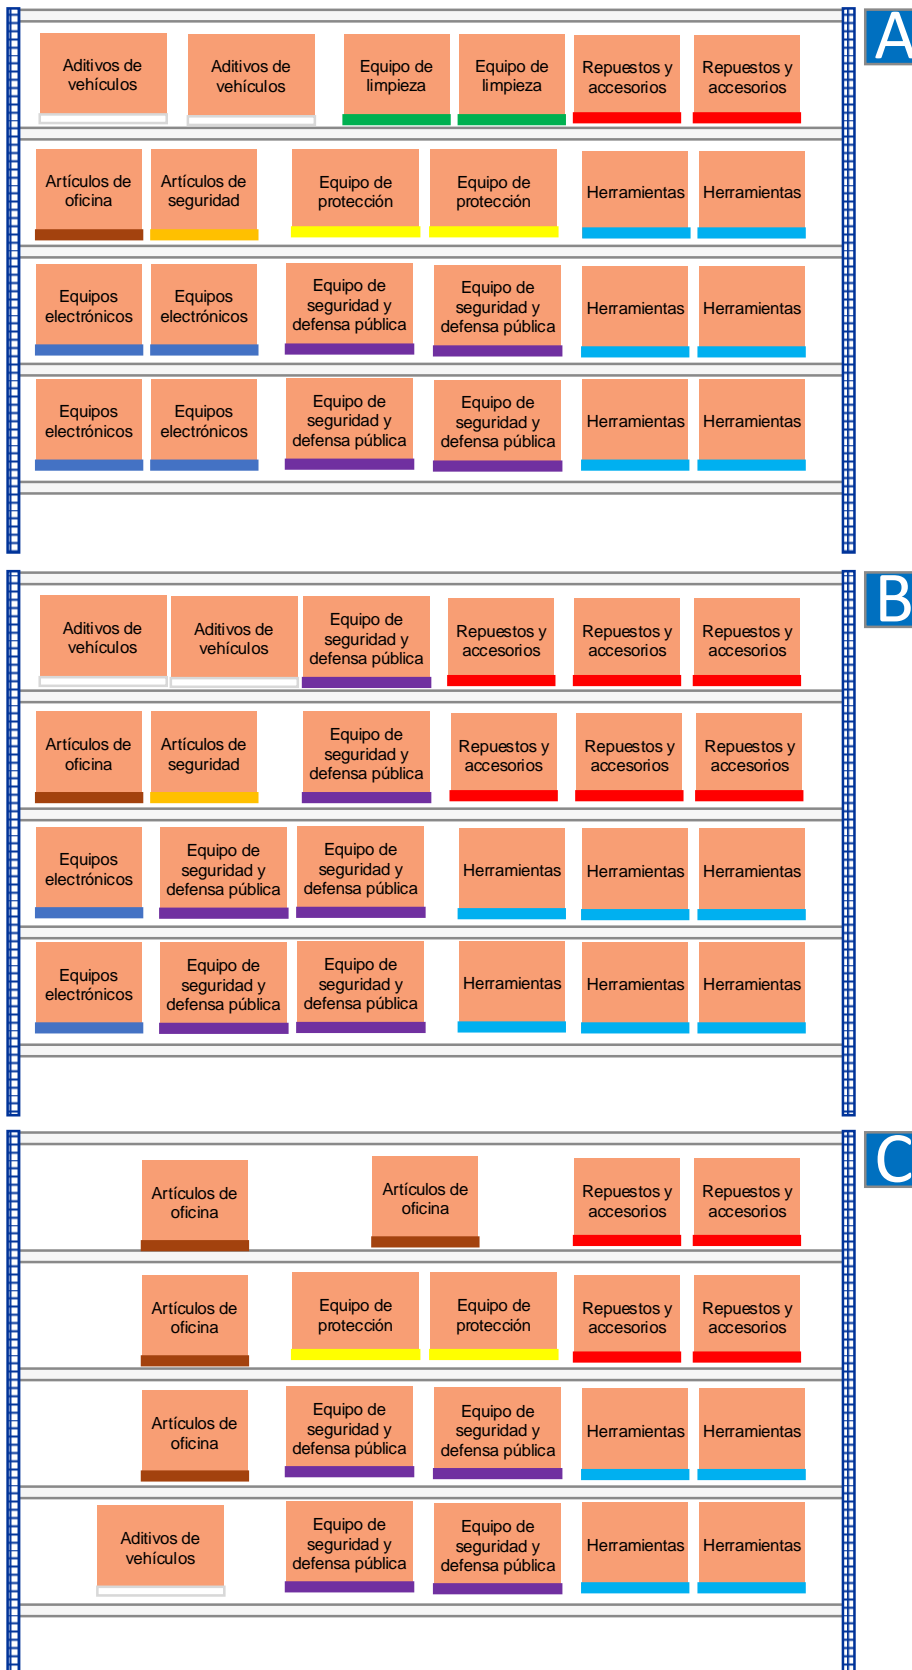 A
Aditivos de
vehículos
Aditivos de
vehículos
Equipo de
limpieza
Equipo de
limpieza
Repuestos y
accesorios
Repuestos y
accesorios
Artículos de
oficina
Artículos de
seguridad
Equipo de
protección
Equipo de
protección
Herramientas
Herramientas
Equipos
electrónicos
Equipos
electrónicos
Equipo de
seguridad y
defensa pública
Equipo de
seguridad y
defensa pública
Herramientas
Herramientas
Equipos
electrónicos
Equipos
electrónicos
Equipo de
seguridad y
defensa pública
Equipo de
seguridad y
defensa pública
Herramientas
Herramientas
B
Aditivos de
vehículos
Aditivos de
vehículos
Equipo de
seguridad y
defensa pública
Repuestos y
accesorios
Repuestos y
accesorios
Repuestos y
accesorios
Artículos de
oficina
Artículos de
seguridad
Equipo de
seguridad y
defensa pública
Repuestos y
accesorios
Repuestos y
accesorios
Repuestos y
accesorios
Equipos
electrónicos
Equipo de
seguridad y
defensa pública
Equipo de
seguridad y
defensa pública
Herramientas
Herramientas
Herramientas
Equipos
electrónicos
Equipo de
seguridad y
defensa pública
Equipo de
seguridad y
defensa pública
Herramientas
Herramientas
Herramientas
C
Artículos de
oficina
Artículos de
oficina
Repuestos y
accesorios
Repuestos y
accesorios
Artículos de
oficina
Equipo de
protección
Equipo de
protección
Repuestos y
accesorios
Repuestos y
accesorios
Artículos de
oficina
Equipo de
seguridad y
defensa pública
Equipo de
seguridad y
defensa pública
Herramientas
Herramientas
Aditivos de
vehículos
Equipo de
seguridad y
defensa pública
Equipo de
seguridad y
defensa pública
Herramientas
Herramientas